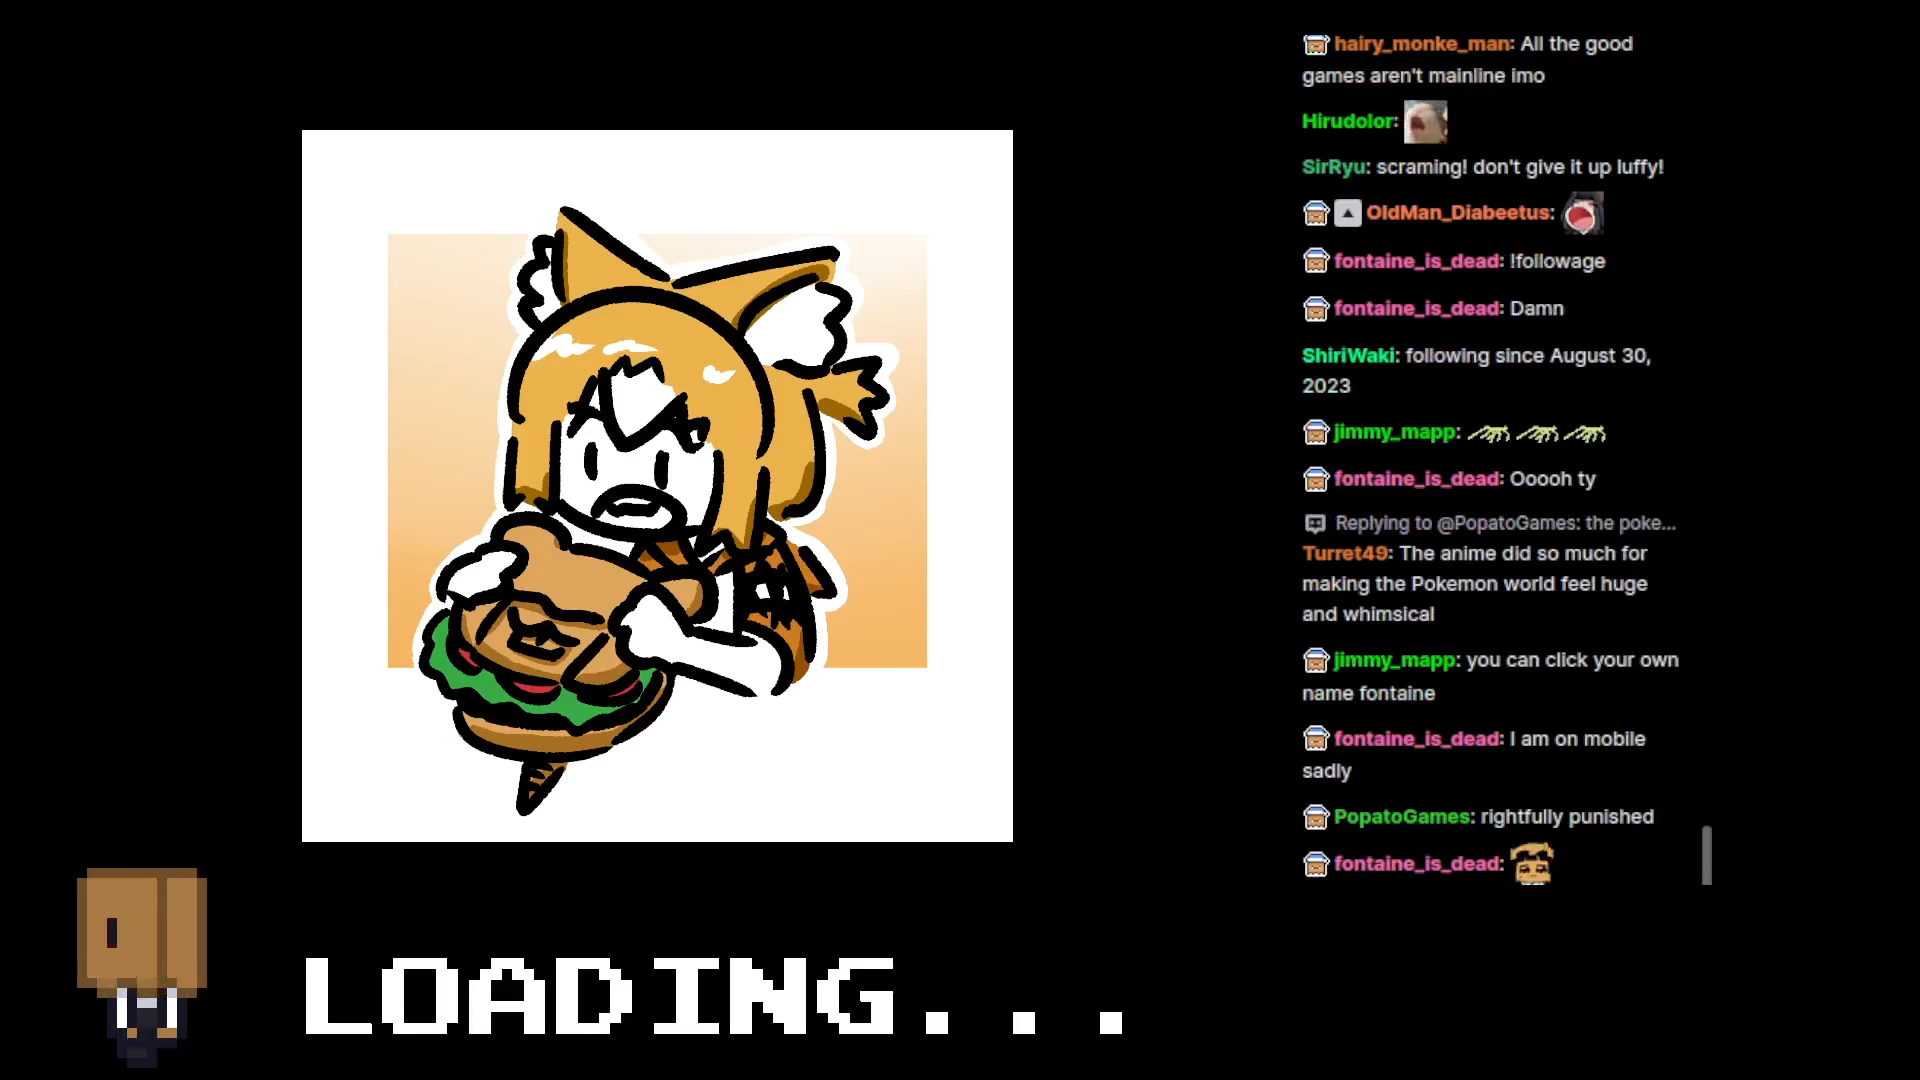 hairy_monke_man: All the good
games aren't mainline imo
Hirudolor:
SirRyu: scraming! don't give it up luffy!
OldMan_Diabeetus:
fontaine_is_dead: !followage
fontaine_is_dead: Damn
ShiriWaki: following since August 30,
2023
jimmy_mapp:
fontaine_is_dead: Ooooh ty
Replying to @PopatoGames: the poke...
Turret49: The anime did so much for
making the Pokemon world feel huge
and whimsical
jimmy_mapp: you can click your own
name fontaine
fontaine_is_dead: I am on mobile
sadly
PopatoGames: rightfully punished
fontaine_is_dead:
LOADING...